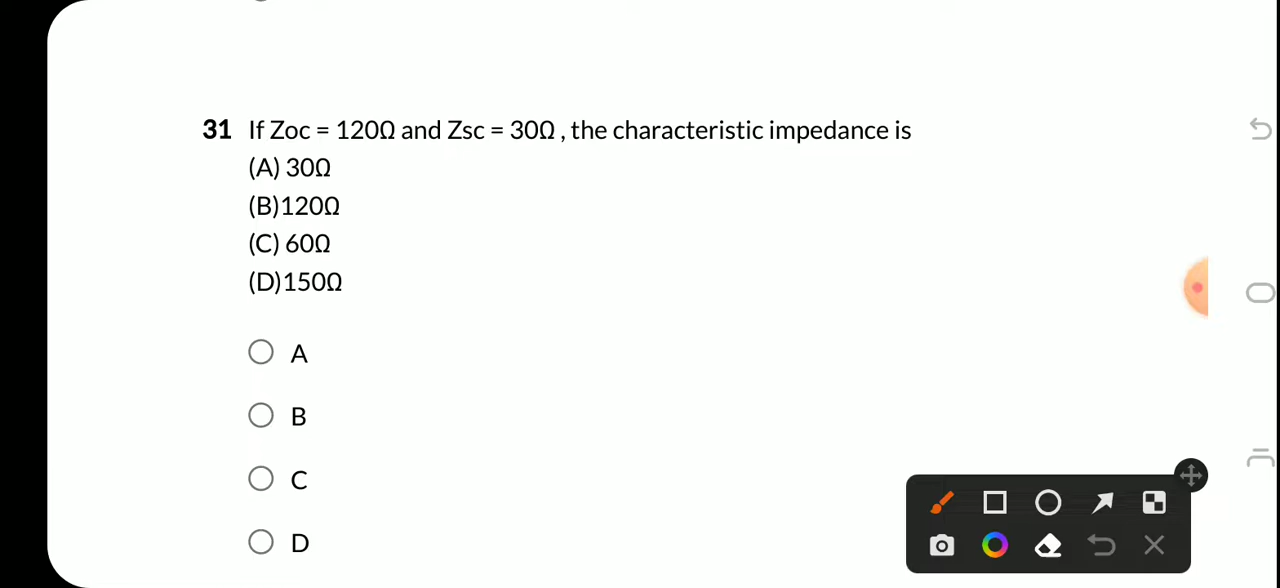 31 If Zoc = 120Ω and Zsc = 30Ω , the characteristic impedance is
(A) 30Ω
(B)120Ω
(C) 60Ω
(D)150Ω
A
B
C
D